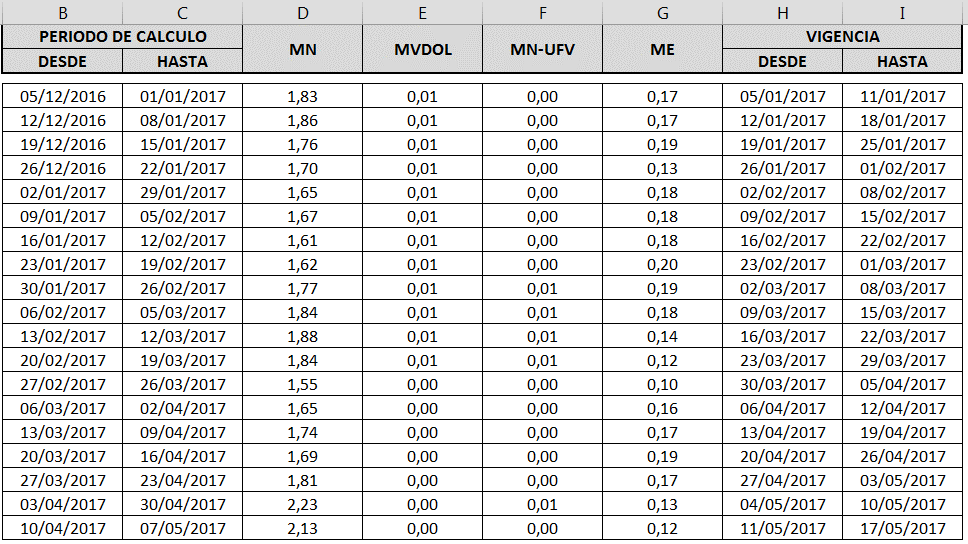 B C D E F G H I
PERIODO DE CALCULO MN MVDOL MN-UFV ME VIGENCIA
DESDE HASTA DESDE HASTA
05/12/2016 01/01/2017 1,83 0,01 0,00 0,17 05/01/2017 11/01/2017
12/12/2016 08/01/2017 1,86 0,01 0,00 0,17 12/01/2017 18/01/2017
19/12/2016 15/01/2017 1,76 0,01 0,00 0,19 19/01/2017 25/01/2017
26/12/2016 22/01/2017 1,70 0,01 0,00 0,13 26/01/2017 01/02/2017
02/01/2017 29/01/2017 1,65 0,01 0,00 0,18 02/02/2017 08/02/2017
09/01/2017 05/02/2017 1,67 0,01 0,00 0,18 09/02/2017 15/02/2017
16/01/2017 12/02/2017 1,61 0,01 0,00 0,18 16/02/2017 22/02/2017
23/01/2017 19/02/2017 1,62 0,01 0,00 0,20 23/02/2017 01/03/2017
30/01/2017 26/02/2017 1,77 0,01 0,01 0,19 02/03/2017 08/03/2017
06/02/2017 05/03/2017 1,84 0,01 0,01 0,18 09/03/2017 15/03/2017
13/02/2017 12/03/2017 1,88 0,01 0,01 0,14 16/03/2017 22/03/2017
20/02/2017 19/03/2017 1,84 0,01 0,01 0,12 23/03/2017 29/03/2017
27/02/2017 26/03/2017 1,55 0,00 0,00 0,10 30/03/2017 05/04/2017
06/03/2017 02/04/2017 1,65 0,00 0,00 0,16 06/04/2017 12/04/2017
13/03/2017 09/04/2017 1,74 0,00 0,00 0,17 13/04/2017 19/04/2017
20/03/2017 16/04/2017 1,69 0,00 0,00 0,19 20/04/2017 26/04/2017
27/03/2017 23/04/2017 1,81 0,00 0,00 0,17 27/04/2017 03/05/2017
03/04/2017 30/04/2017 2,23 0,00 0,01 0,13 04/05/2017 10/05/2017
10/04/2017 07/05/2017 2,13 0,00 0,00 0,12 11/05/2017 17/05/2017